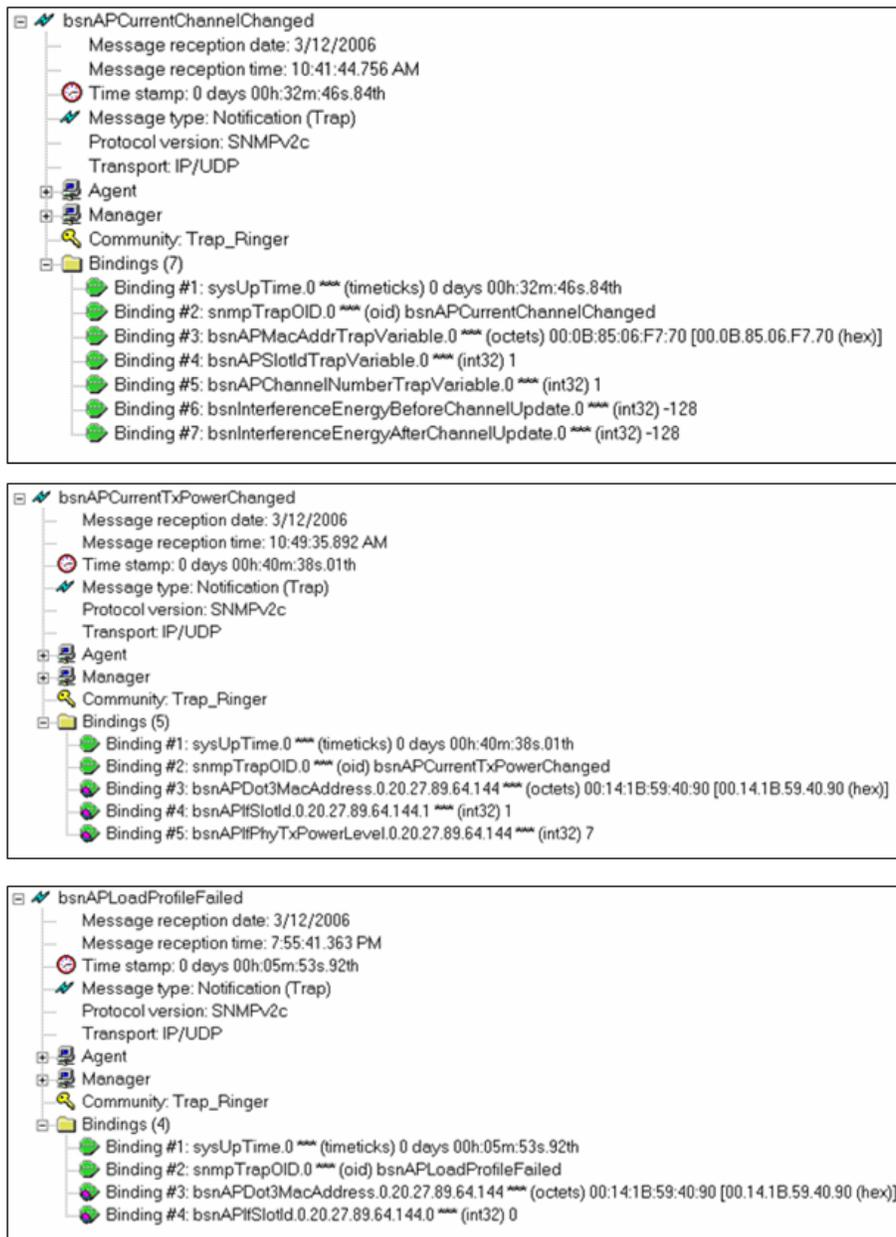 bsnAPCurrentChannelChanged
Message reception date: 3/12/2006
Message reception time: 10:41:44.756 AM
Time stamp: 0 days 00h:32m:46s.84th
Message type: Notification (Trap)
Protocol version: SNMPv2c
Transport: IP/UDP
Agent
Manager
Community: Trap_Ringer
Bindings (7)
Binding #1: sysUpTime.0 *** (timeticks) 0 days 00h:32m:46s.84th
Binding #2: snmpTrapOID.0 *** (oid) bsnAPCurrentChannelChanged
Binding #3: bsnAPMacAddrTrapVariable.0 *** (octets) 00:0B:85:06:F7:70 [00.0B.85.06.F7.70 (hex)]
Binding #4: bsnAPSlotIdTrapVariable.0 *** (int32) 1
Binding #5: bsnAPChannelNumberTrapVariable.0 *** (int32) 1
Binding #6: bsnInterferenceEnergyBeforeChannelUpdate.0 *** (int32) -128
Binding #7: bsnInterferenceEnergyAfterChannelUpdate.0 *** (int32) -128
bsnAPCurrentTxPowerChanged
Message reception date: 3/12/2006
Message reception time: 10:49:35.892 AM
Time stamp: 0 days 00h:40m:38s.01th
Message type: Notification (Trap)
Protocol version: SNMPv2c
Transport: IP/UDP
Agent
Manager
Community: Trap_Ringer
Bindings (5)
Binding #1: sysUpTime.0 *** (timeticks) 0 days 00h:40m:38s.01th
Binding #2: snmpTrapOID.0 *** (oid) bsnAPCurrentTxPowerChanged
Binding #3: bsnAPDot3MacAddress.0.20.27.89.64.144 *** (octets) 00:14:1B:59:40:90 [00.14.1B.59.40.90 (hex)]
Binding #4: bsnAPIfSlotId.0.20.27.89.64.144.1 *** (int32) 1
Binding #5: bsnAPIfPhyTxPowerLevel.0.20.27.89.64.144 *** (int32) 7
bsnAPLoadProfileFailed
Message reception date: 3/12/2006
Message reception time: 7:55:41.363 PM
Time stamp: 0 days 00h:05m:53s.92th
Message type: Notification (Trap)
Protocol version: SNMPv2c
Transport: IP/UDP
Agent
Manager
Community: Trap_Ringer
Bindings (4)
Binding #1: sysUpTime.0 *** (timeticks) 0 days 00h:05m:53s.92th
Binding #2: snmpTrapOID.0 *** (oid) bsnAPLoadProfileFailed
Binding #3: bsnAPDot3MacAddress.0.20.27.89.64.144 *** (octets) 00:14:1B:59:40:90 [00.14.1B.59.40.90 (hex)]
Binding #4: bsnAPIfSlotId.0.20.27.89.64.144.0 *** (int32) 0